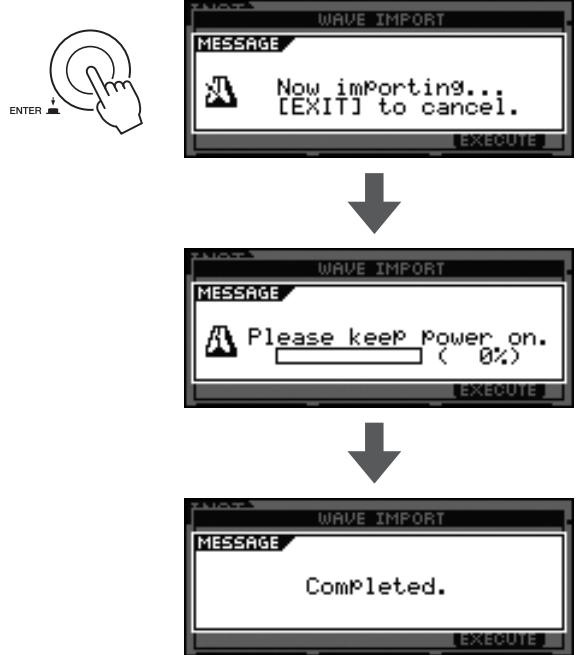 WAVE IMPORT
MESSAGE
ENTER
Now importing...
[EXIT] to cancel.
EXECUTE
WAVE IMPORT
MESSAGE
Please keep power on.
( 0%)
EXECUTE
WAVE IMPORT
MESSAGE
Completed.
EXECUTE